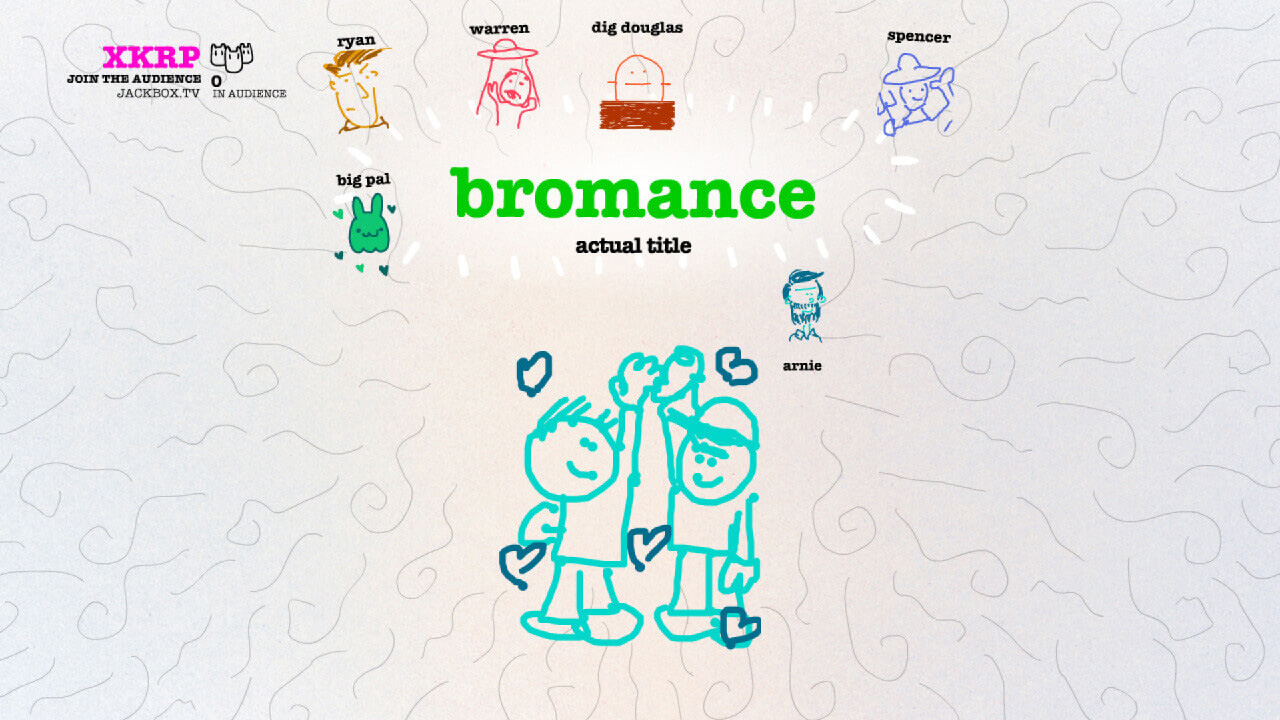 XKRP
JOIN THE AUDIENCE
JACKBOX.TV
0
IN AUDIENCE
ryan
warren
dig douglas
spencer
big pal
bromance
actual title
arnie